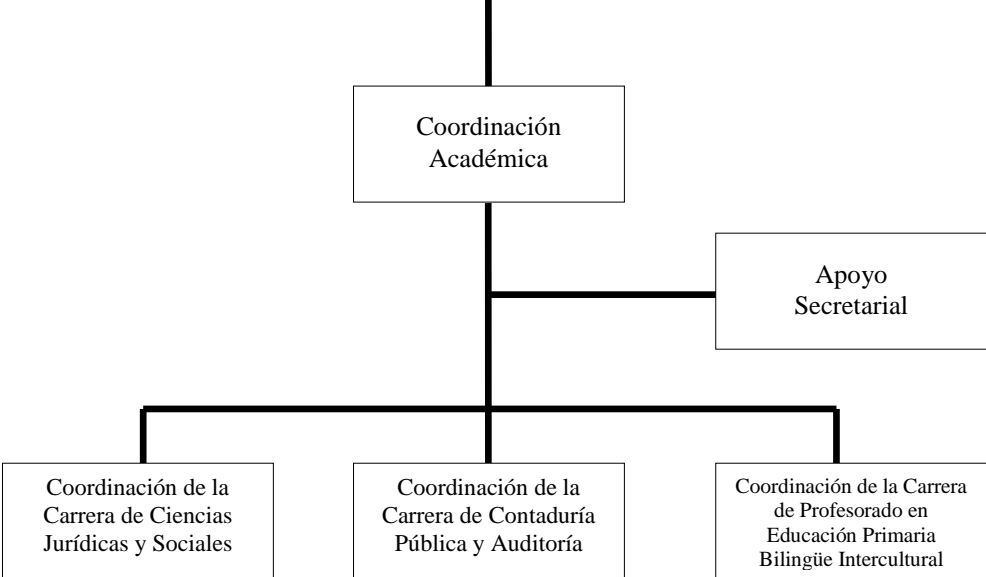 Coordinación
Académica
Apoyo
Secretarial
Coordinación de la
Carrera de Ciencias
Jurídicas y Sociales
Coordinación de la
Carrera de Contaduría
Pública y Auditoría
Coordinación de la Carrera
de Profesorado en
Educación Primaria
Bilingüe Intercultural